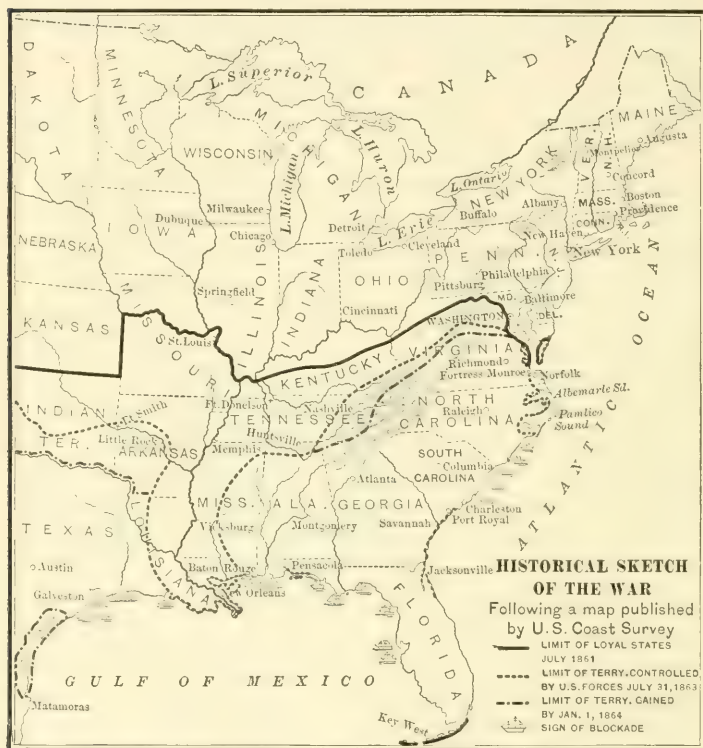 CANADA
DAKOTA
MINNESOTA
L. Superior
MICHIGAN
WISCONSIN
L. Huron
L. Michigan
MAINE
Augusta
VER.
N.H.
Montpelier
Concord
L. Ontario
NEW YORK
Buffalo
Albany
MASS.
Boston
CONN.
Providence
New Haven
New York
Milwaukee
Dubuque
IOWA
Chicago
Detroit
L. Erie
Toledo
Cleveland
PENN.
N.J.
Philadelphia
Pittsburg
NEBRASKA
ILLINOIS
INDIANA
OHIO
Springfield
Cincinnati
MD.
Baltimore
WASHINGTON
DEL.
KANSAS
MISSOURI
St. Louis
KENTUCKY
VIRGINIA
Richmond
Fortress Monroe
Norfolk
Albemarle Sd.
Pamlico
Sound
INDIAN
TER.
Ft. Smith
Ft. Donelson
Nashville
TENNESSEE
NORTH
CAROLINA
Raleigh
Little Rock
ARKANSAS
Memphis
Huntsville
SOUTH
CAROLINA
Columbia
Atlanta
MISS.
ALA.
GEORGIA
Charleston
Port Royal
Savannah
TEXAS
LOUISIANA
Vicksburg
Montgomery
Austin
Baton Rouge
Pensacola
Jacksonville
Galveston
New Orleans
FLORIDA
GULF OF MEXICO
Matamoras
Key West
ATLANTIC OCEAN
HISTORICAL SKETCH
OF THE WAR
Following a map published
by U.S. Coast Survey
LIMIT OF LOYAL STATES
JULY 1861
LIMIT OF TERRY. CONTROLLED
BY U.S. FORCES JULY 31, 1863
LIMIT OF TERRY. GAINED
BY JAN. 1, 1864
SIGN OF BLOCKADE